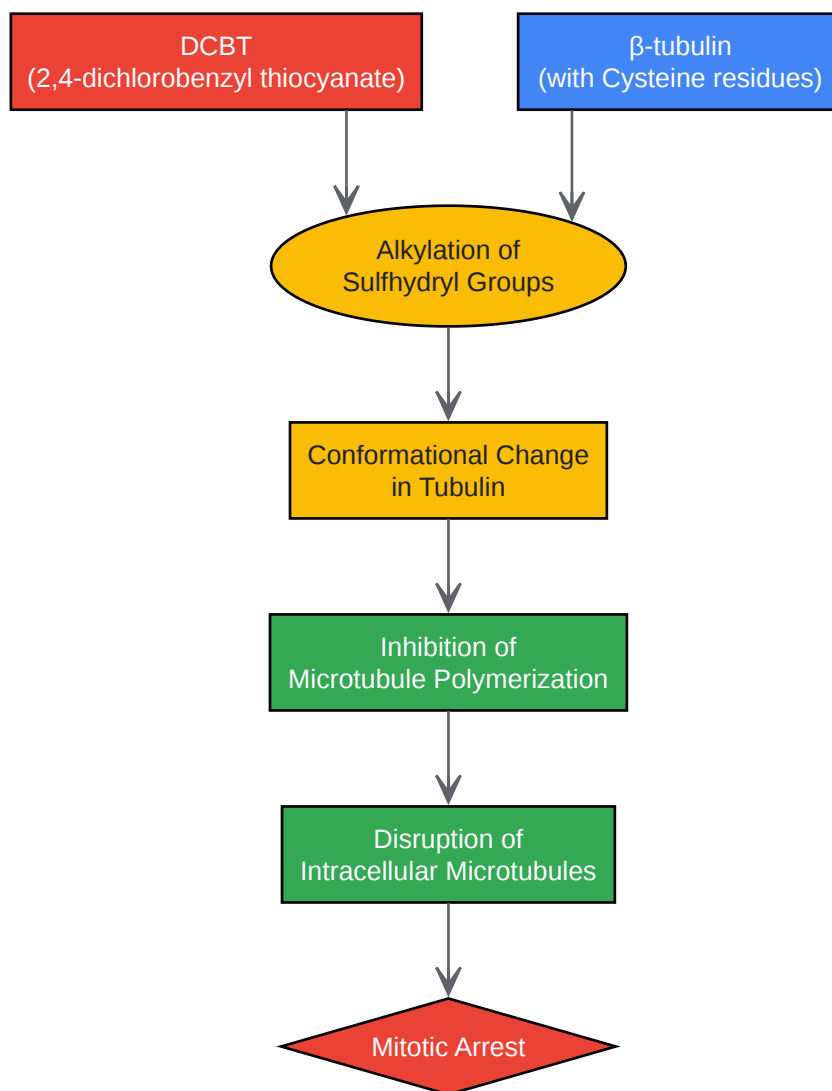 DCBT
(2,4-dichlorobenzyl thiocyanate)
β-tubulin
(with Cysteine residues)
Alkylation of
Sulfhydryl Groups
Conformational Change
in Tubulin
Inhibition of
Microtubule Polymerization
Disruption of
Intracellular Microtubules
Mitotic Arrest